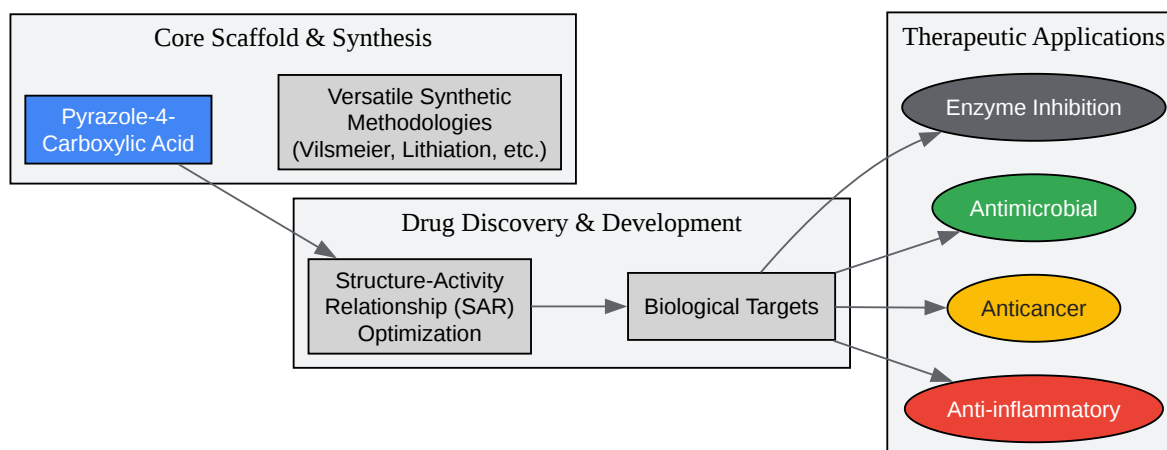 Core Scaffold & Synthesis
Pyrazole-4-
Carboxylic Acid
Versatile Synthetic
Methodologies
(Vilsmeier, Lithiation, etc.)
Drug Discovery & Development
Structure-Activity
Relationship (SAR)
Optimization
Biological Targets
Therapeutic Applications
Enzyme Inhibition
Antimicrobial
Anticancer
Anti-inflammatory